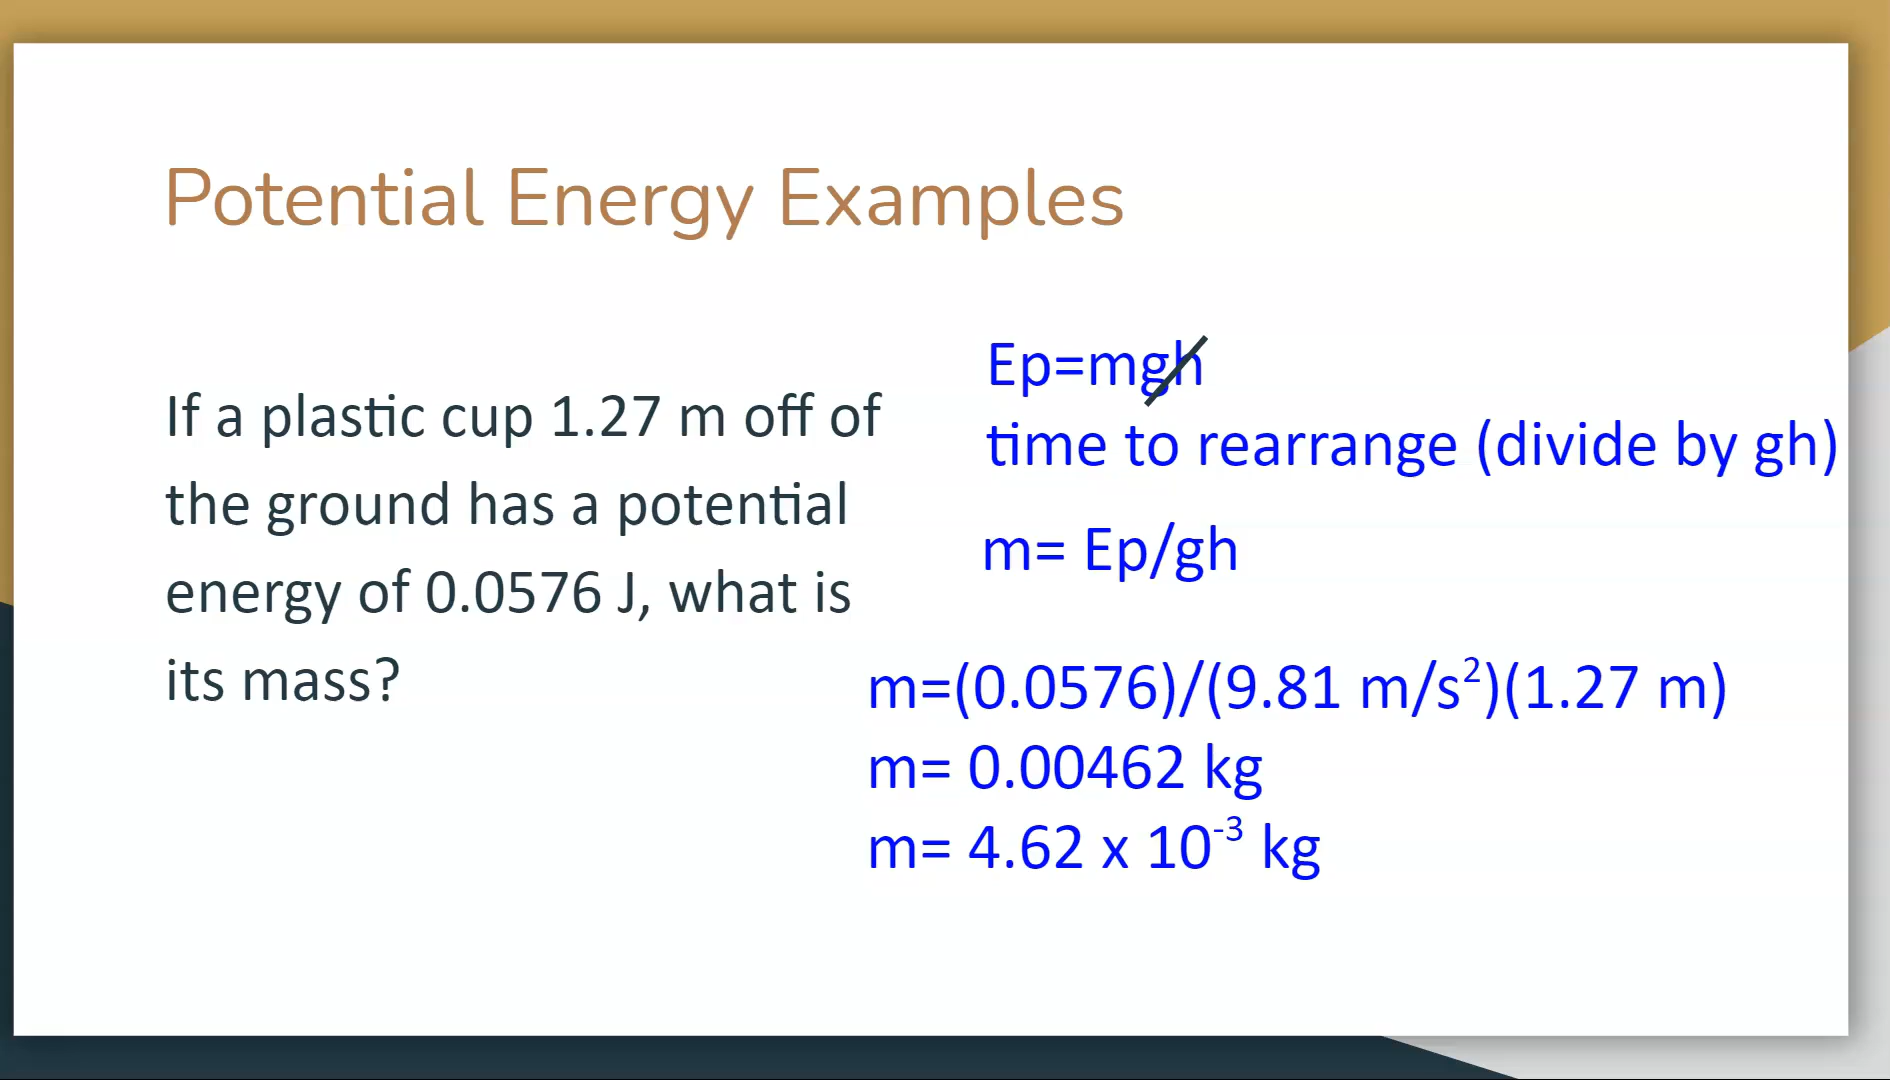 Potential Energy Examples
If a plastic cup 1.27 m off of
the ground has a potential
energy of 0.0576 J, what is
its mass?
Ep=mgh
time to rearrange (divide by gh)
m= Ep/gh
m=(0.0576)/(9.81 m/s²)(1.27 m)
m= 0.00462 kg
m= 4.62 x 10⁻³ kg